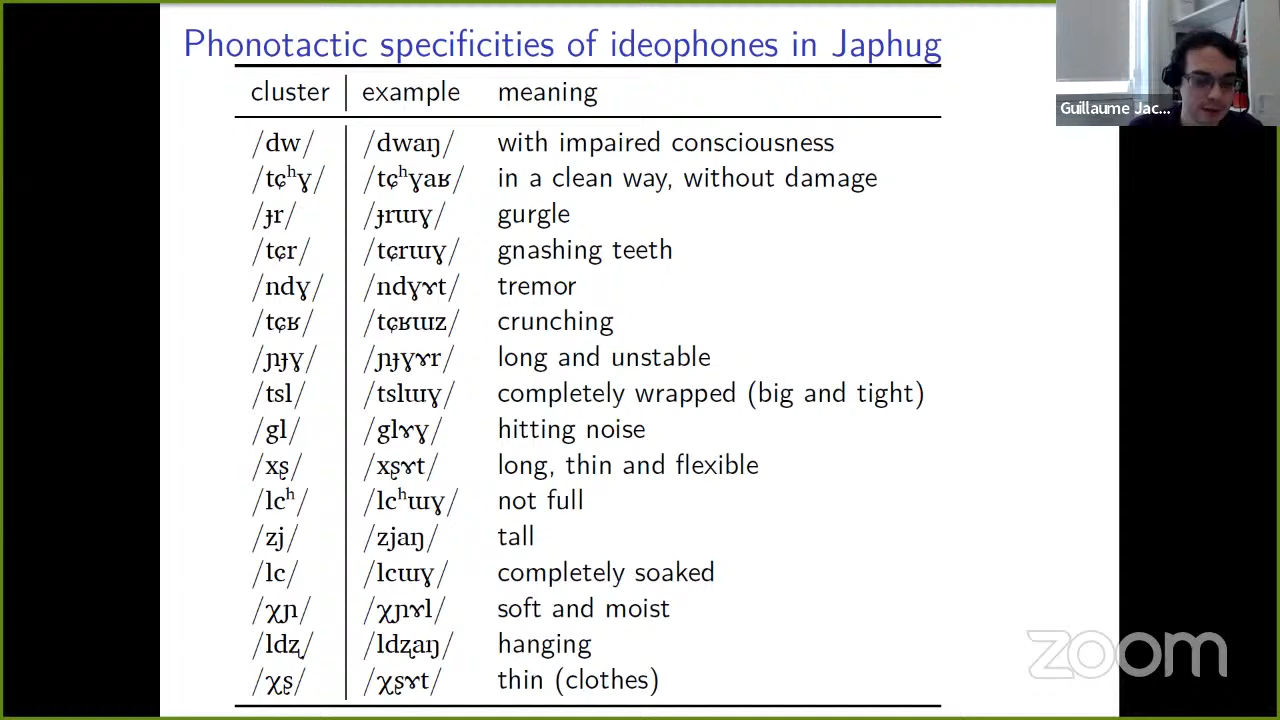 Phonotactic specificities of ideophones in Japhug
cluster example meaning
/dw/ /dwaŋ/ with impaired consciousness
/tɕʰɣ/ /tɕʰɣaʁ/ in a clean way, without damage
/ɟr/ /ɟrɯɣ/ gurgle
/tɕr/ /tɕrɯɣ/ gnashing teeth
/ndɣ/ /ndɣɤt/ tremor
/tɕʁ/ /tɕʁɯz/ crunching
/ɲɟɣ/ /ɲɟɣɤr/ long and unstable
/tsl/ /tslɯɣ/ completely wrapped (big and tight)
/gl/ /glɤɣ/ hitting noise
/xʂ/ /xʂɤt/ long, thin and flexible
/lcʰ/ /lcʰɯɣ/ not full
/zj/ /zjaŋ/ tall
/lc/ /lcɯɣ/ completely soaked
/χɲ/ /χɲɤl/ soft and moist
/ldʐ/ /ldʐaŋ/ hanging
/χʂ/ /χʂɤt/ thin (clothes)
Guillaume Jac...
zoom